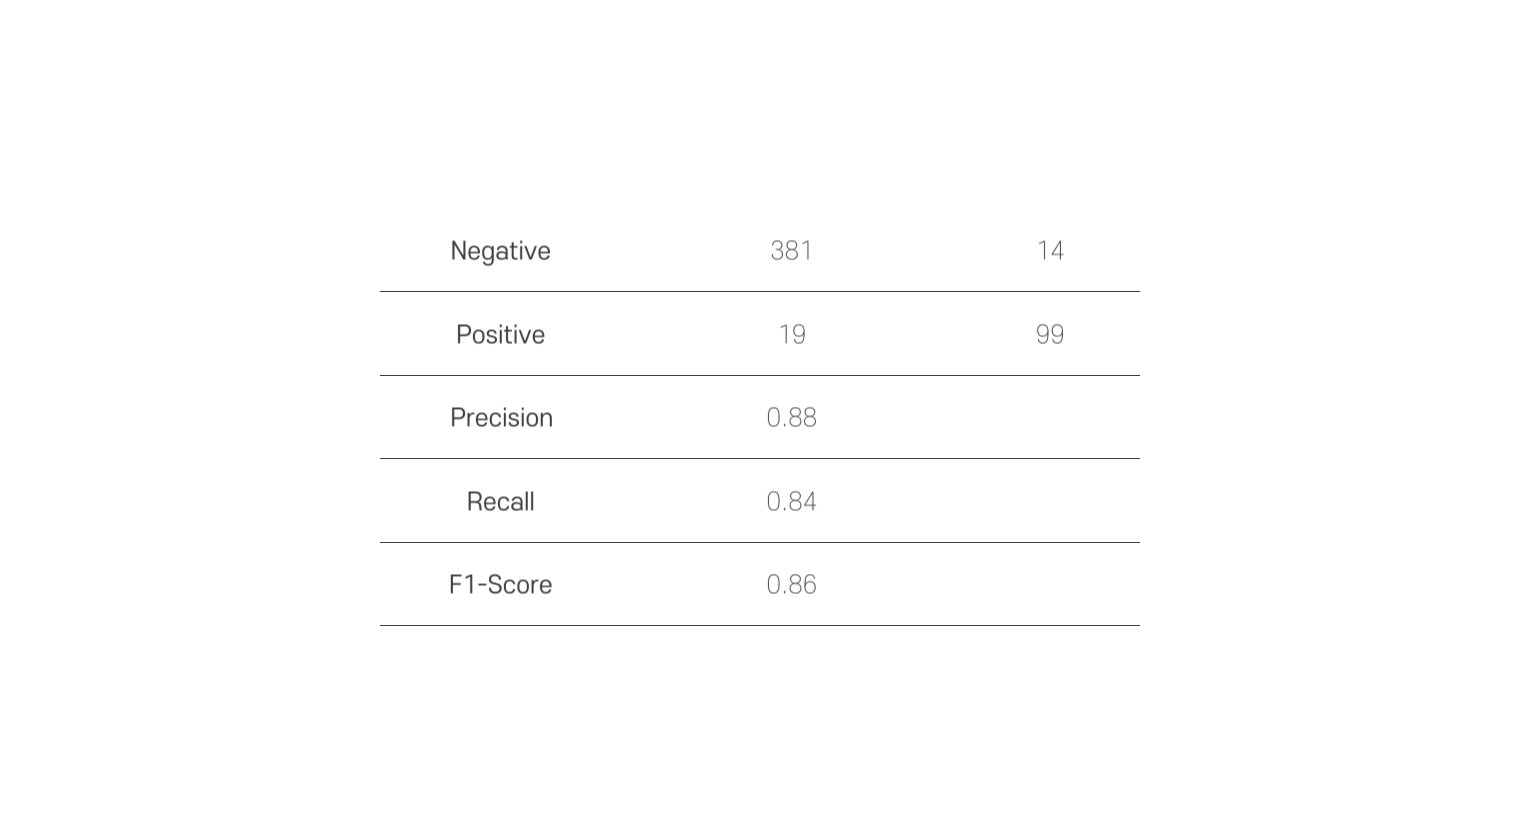 Negative 381 14
Positive 19 99
Precision 0.88
Recall 0.84
F1-Score 0.86